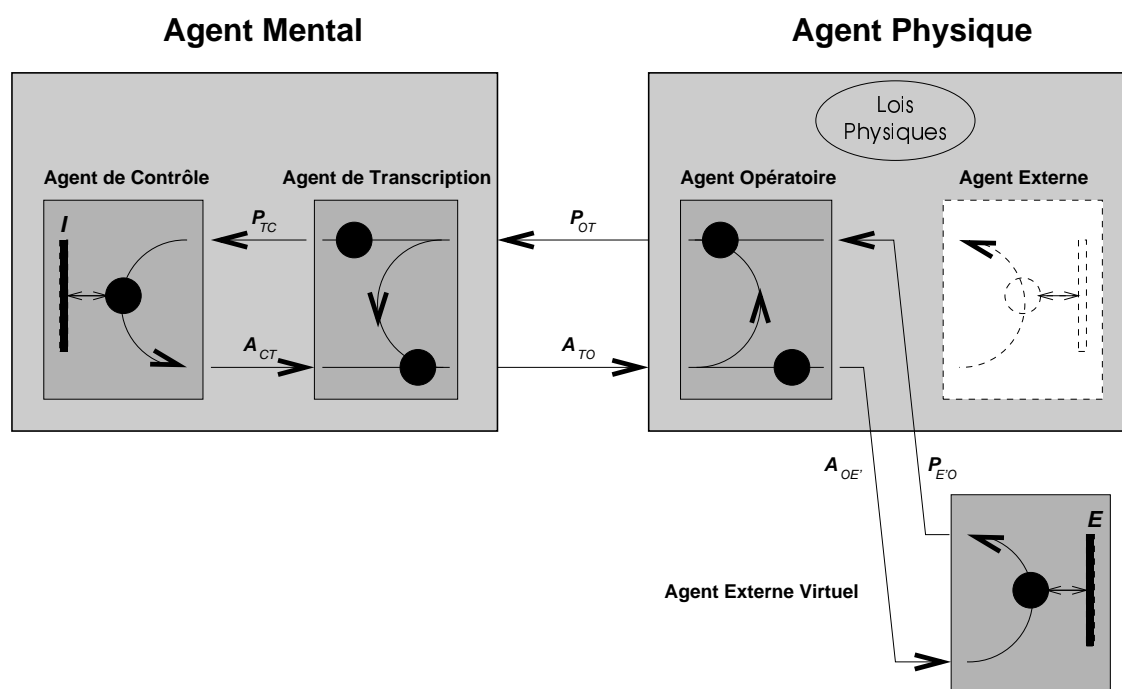 Agent Mental
Agent Physique
Lois
Physiques
Agent de Contrôle
Agent de Transcription
Agent Opératoire
Agent Externe
I
P_TC
P_OT
A_CT
A_TO
A_OE'
P_E'O
E
Agent Externe Virtuel